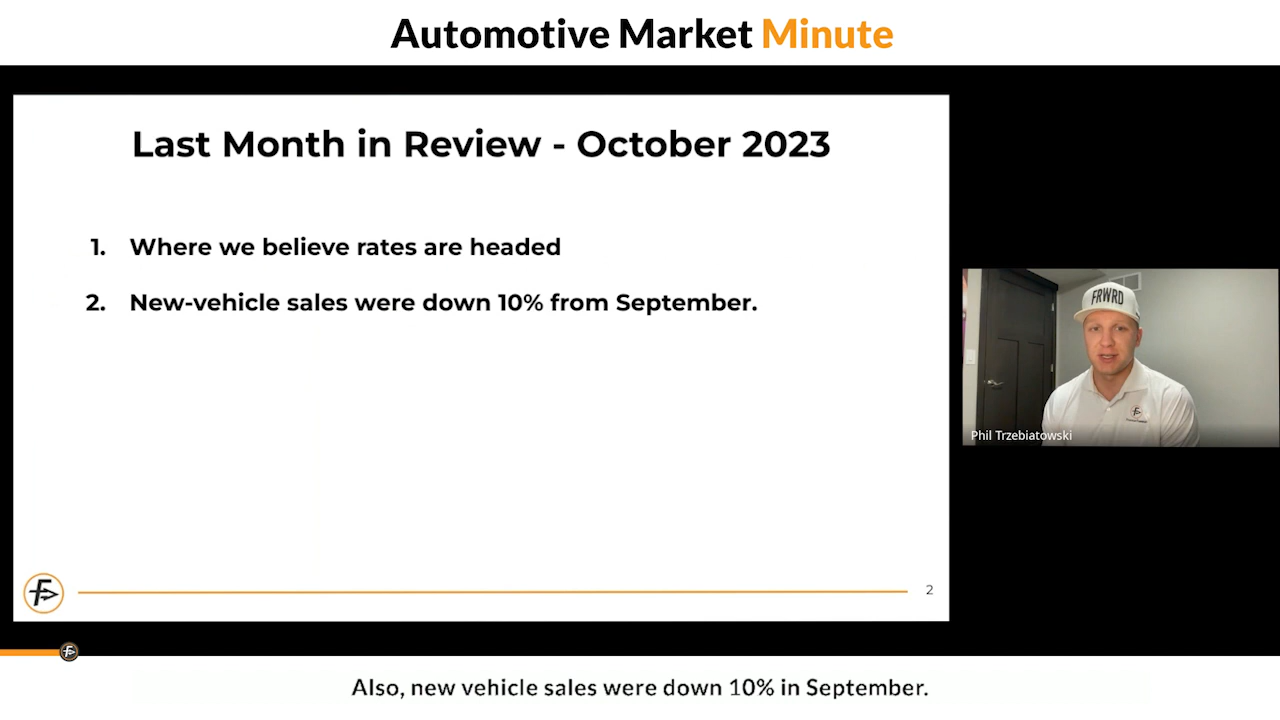 Automotive Market Minute
Last Month in Review - October 2023
1. Where we believe rates are headed
2. New-vehicle sales were down 10% from September.
FRWRD
Phil Trzebiatowski
2
Also, new vehicle sales were down 10% in September.